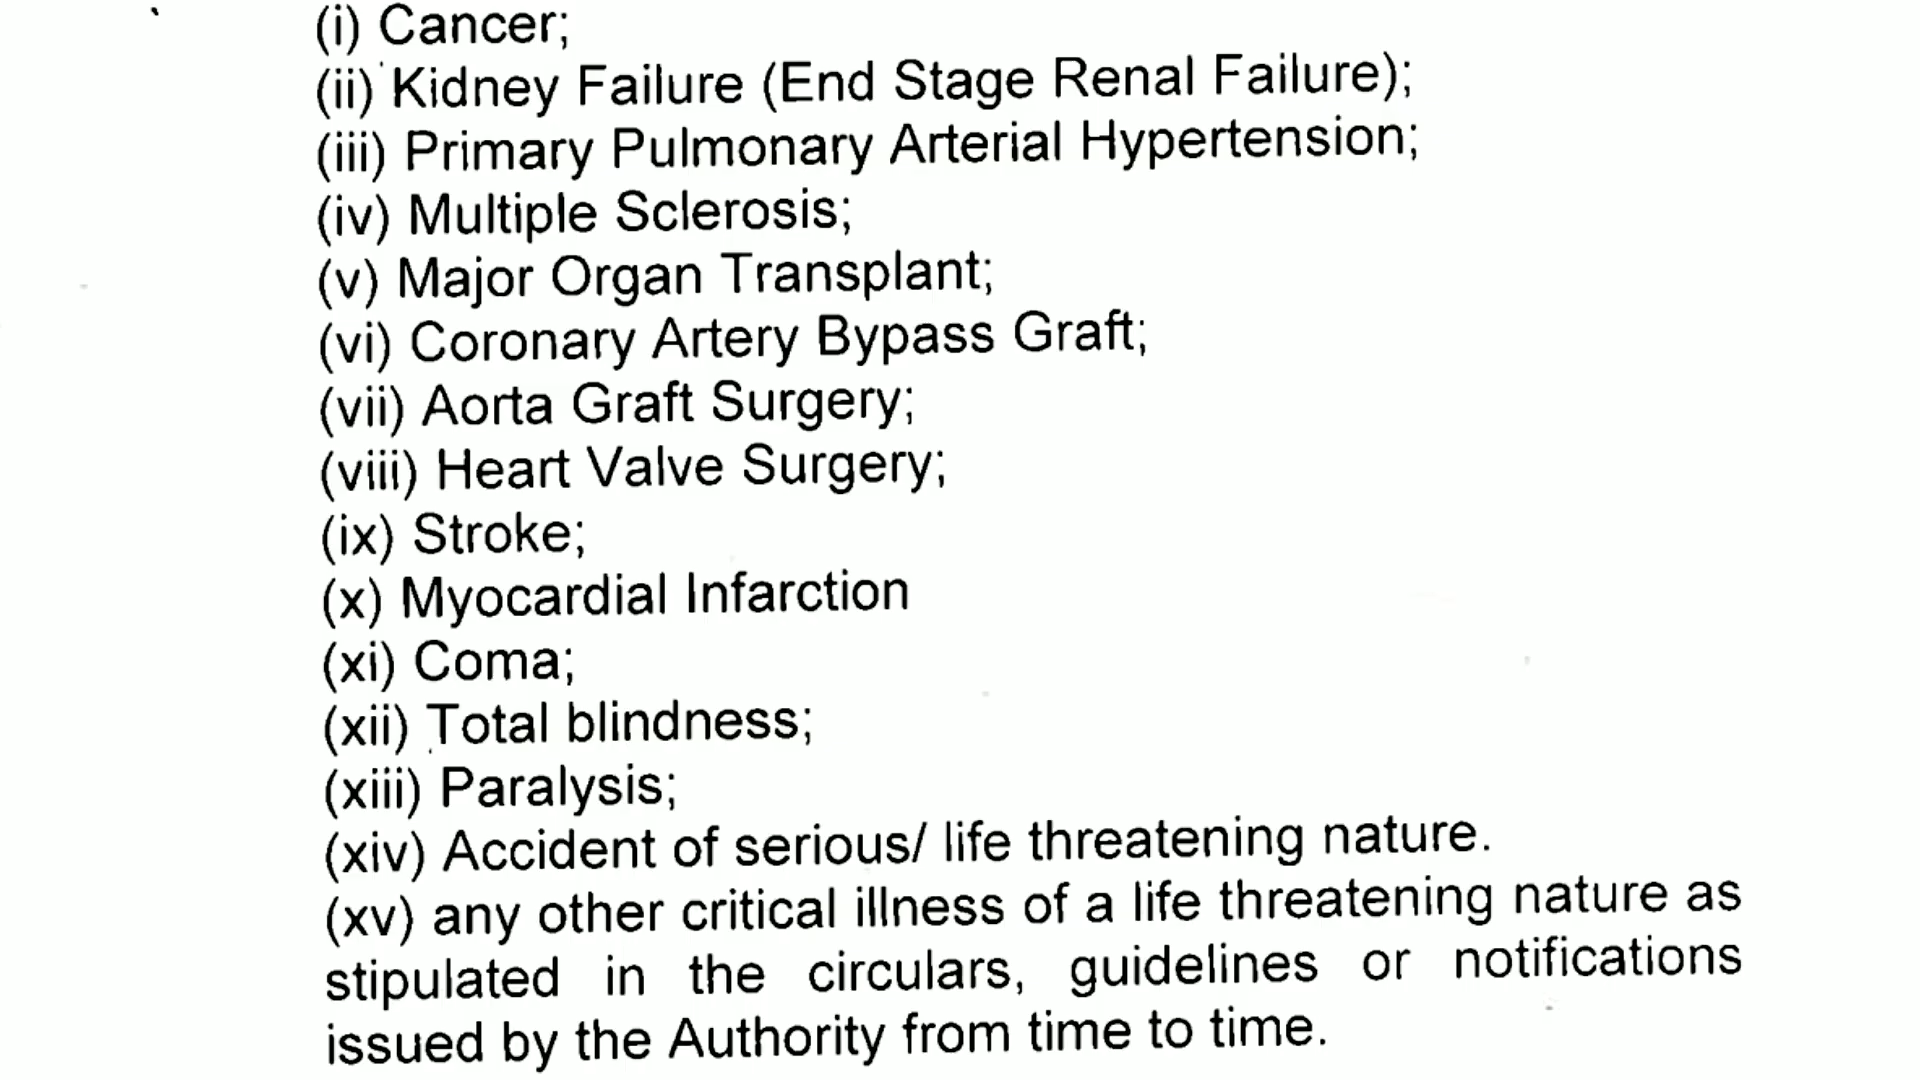 (i) Cancer;
(ii) Kidney Failure (End Stage Renal Failure);
(iii) Primary Pulmonary Arterial Hypertension;
(iv) Multiple Sclerosis;
(v) Major Organ Transplant;
(vi) Coronary Artery Bypass Graft;
(vii) Aorta Graft Surgery;
(viii) Heart Valve Surgery;
(ix) Stroke;
(x) Myocardial Infarction
(xi) Coma;
(xii) Total blindness;
(xiii) Paralysis;
(xiv) Accident of serious/ life threatening nature.
(xv) any other critical illness of a life threatening nature as
stipulated in the circulars, guidelines or notifications
issued by the Authority from time to time.